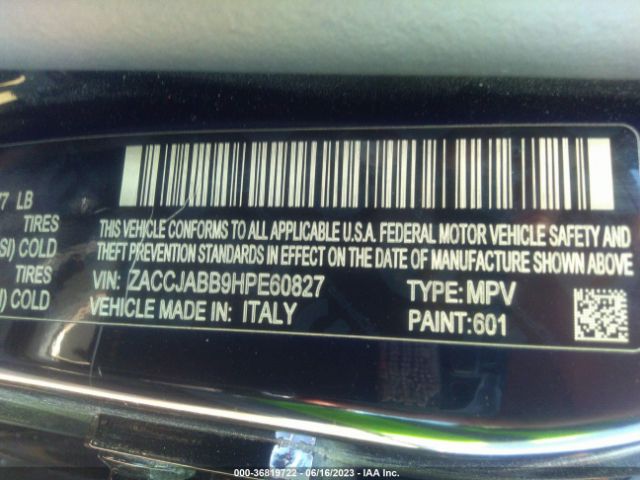 7 LB
TIRES
SI) COLD
TIRES
SI) COLD
THIS VEHICLE CONFORMS TO ALL APPLICABLE U.S.A. FEDERAL MOTOR VEHICLE SAFETY AND
THEFT PREVENTION STANDARDS IN EFFECT ON THE DATE OF MANUFACTURE SHOWN ABOVE
VIN: ZACCJABB9HPE60827 TYPE:MPV
VEHICLE MADE IN: ITALY PAINT:601
000-36819722 - 06/16/2023 - IAA Inc.